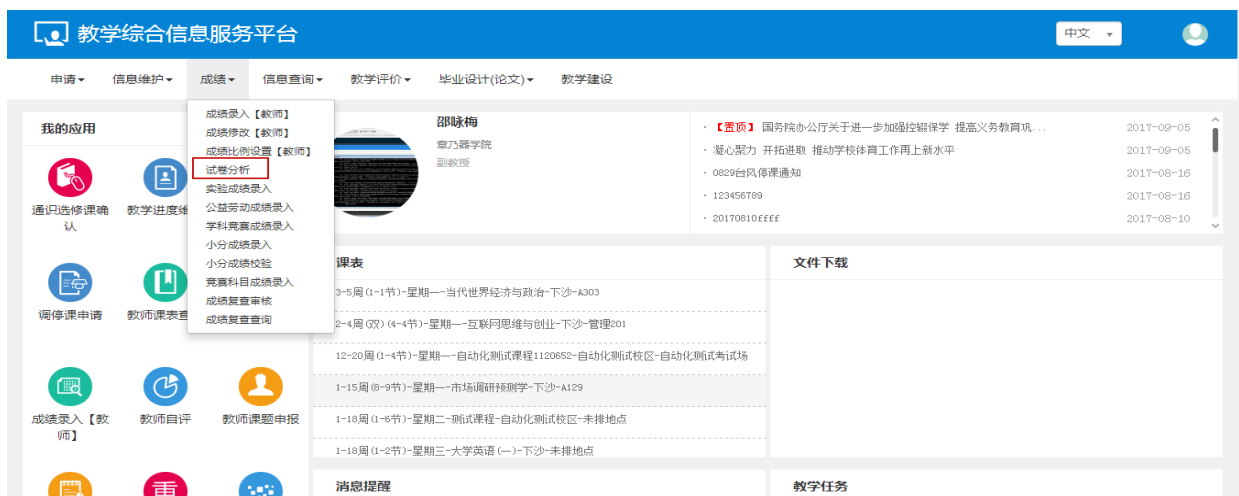 教学综合信息服务平台
中文
申请 信息维护 成绩 信息查询 教学评价 毕业设计(论文) 教学建设
我的应用
通识选修课确认
教学进度维
调停课申请
教师课表查
成绩录入【教师】
教师自评
教师课题申报
重
成绩录入【教师】
成绩修改【教师】
成绩比例设置【教师】
试卷分析
实验成绩录入
公益劳动成绩录入
学科竞赛成绩录入
小分成绩录入
小分成绩校验
竞赛科目成绩录入
成绩复查审核
成绩复查查询
邵咏梅
章乃器学院
副教授
· 【置顶】 国务院办公厅关于进一步加强控辍保学 提高义务教育巩... 2017-09-05
· 凝心聚力 开拓进取 推动学校体育工作再上新水平 2017-09-05
· 0829台风停课通知 2017-08-16
· 123456789 2017-08-16
· 20170810ffff 2017-08-10
课表
3-5周(1-1节)-星期一--当代世界经济与政治-下沙-A303
2-4周(双)(4-4节)-星期一--互联网思维与创业-下沙-管理201
12-20周(1-4节)-星期一--自动化测试课程1120652-自动化测试校区-自动化测试考试场
1-15周(8-9节)-星期一--市场调研预测学-下沙-A129
1-18周(1-6节)-星期二-测试课程-自动化测试校区-未排地点
1-18周(1-2节)-星期三-大学英语(一)-下沙-未排地点
文件下载
消息提醒
教学任务